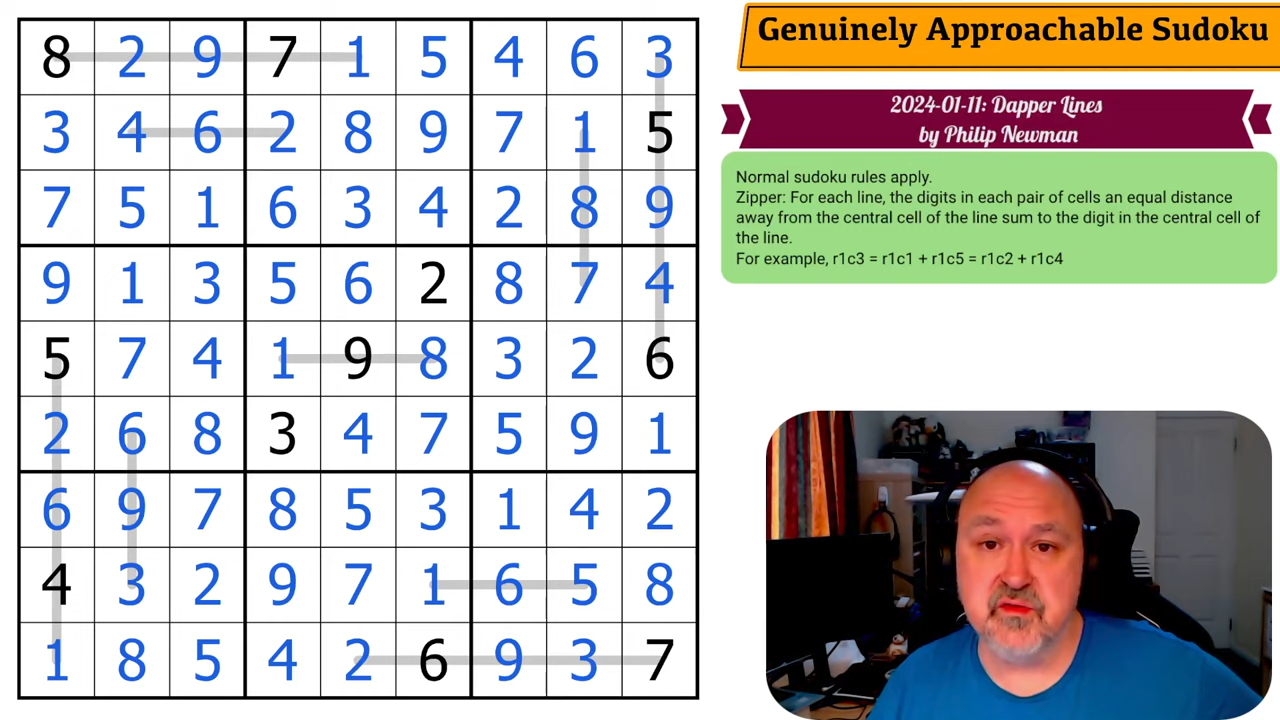 Genuinely Approachable Sudoku
2024-01-11: Dapper Lines
by Philip Newman
Normal sudoku rules apply.
Zipper: For each line, the digits in each pair of cells an equal distance
away from the central cell of the line sum to the digit in the central cell of
the line.
For example, r1c3 = r1c1 + r1c5 = r1c2 + r1c4
8 2 9 7 1 5 4 6 3
3 4 6 2 8 9 7 1 5
7 5 1 6 3 4 2 8 9
9 1 3 5 6 2 8 7 4
5 7 4 1 9 8 3 2 6
2 6 8 3 4 7 5 9 1
6 9 7 8 5 3 1 4 2
4 3 2 9 7 1 6 5 8
1 8 5 4 2 6 9 3 7